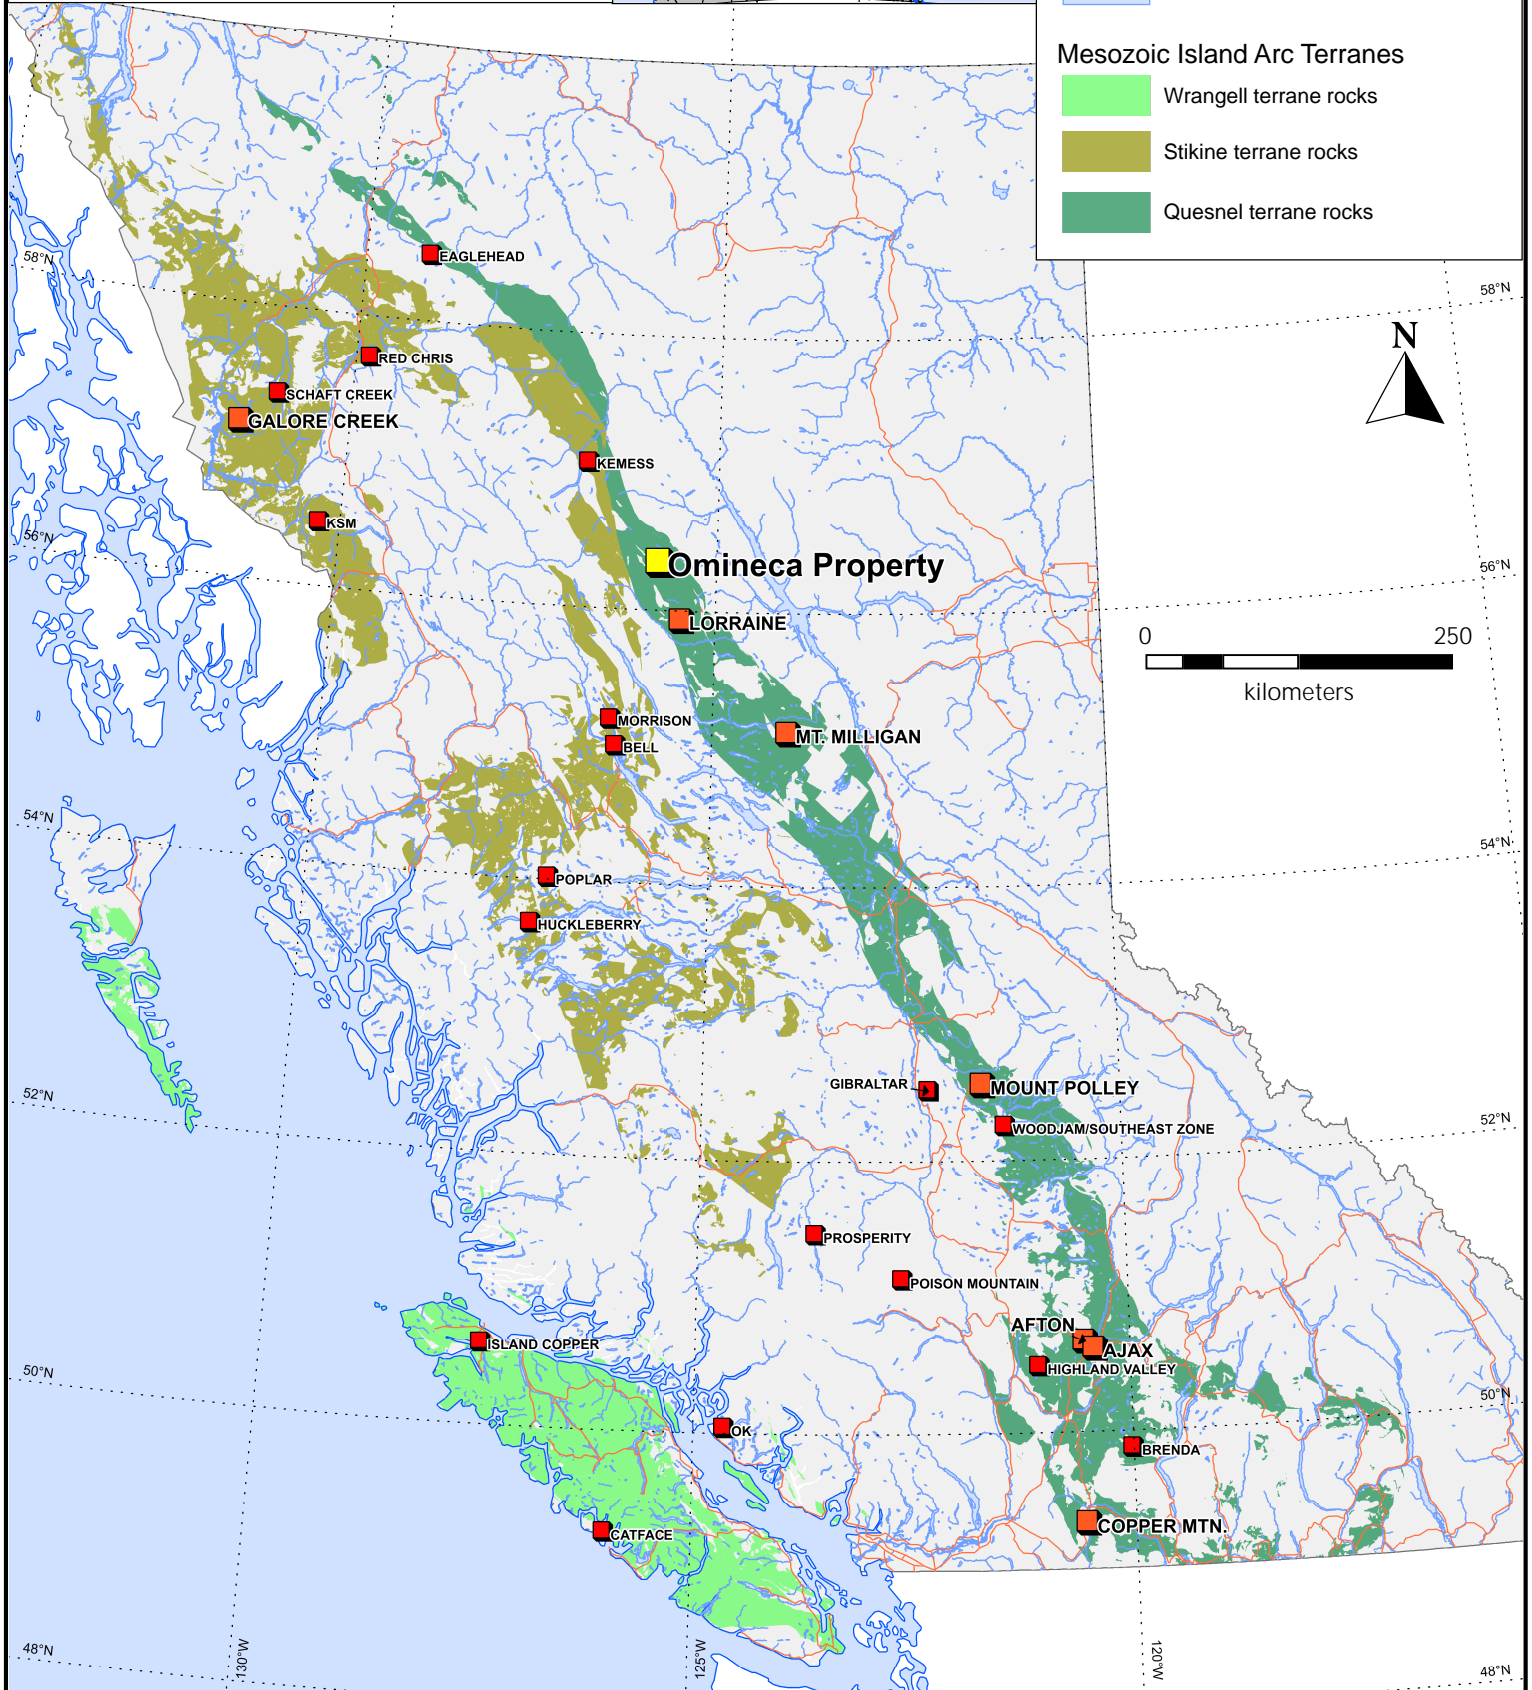 Mesozoic Island Arc Terranes
Wrangell terrane rocks
Stikine terrane rocks
Quesnel terrane rocks
58°N
EAGLEHEAD
58°N
N
RED CHRIS
SCHAFT CREEK
GALORE CREEK
KEMESS
KSM
56°N
Omineca Property
56°N
LORRAINE
0 250
kilometers
MORRISON
MT. MILLIGAN
BELL
54°N
54°N
POPLAR
HUCKLEBERRY
GIBRALTAR
MOUNT POLLEY
52°N
52°N
WOODJAM/SOUTHEAST ZONE
PROSPERITY
POISON MOUNTAIN
AFTON
ISLAND COPPER
AJAX
HIGHLAND VALLEY
50°N
50°N
OK
BRENDA
COPPER MTN.
CATFACE
48°N
130°W
125°W
120°W
48°N